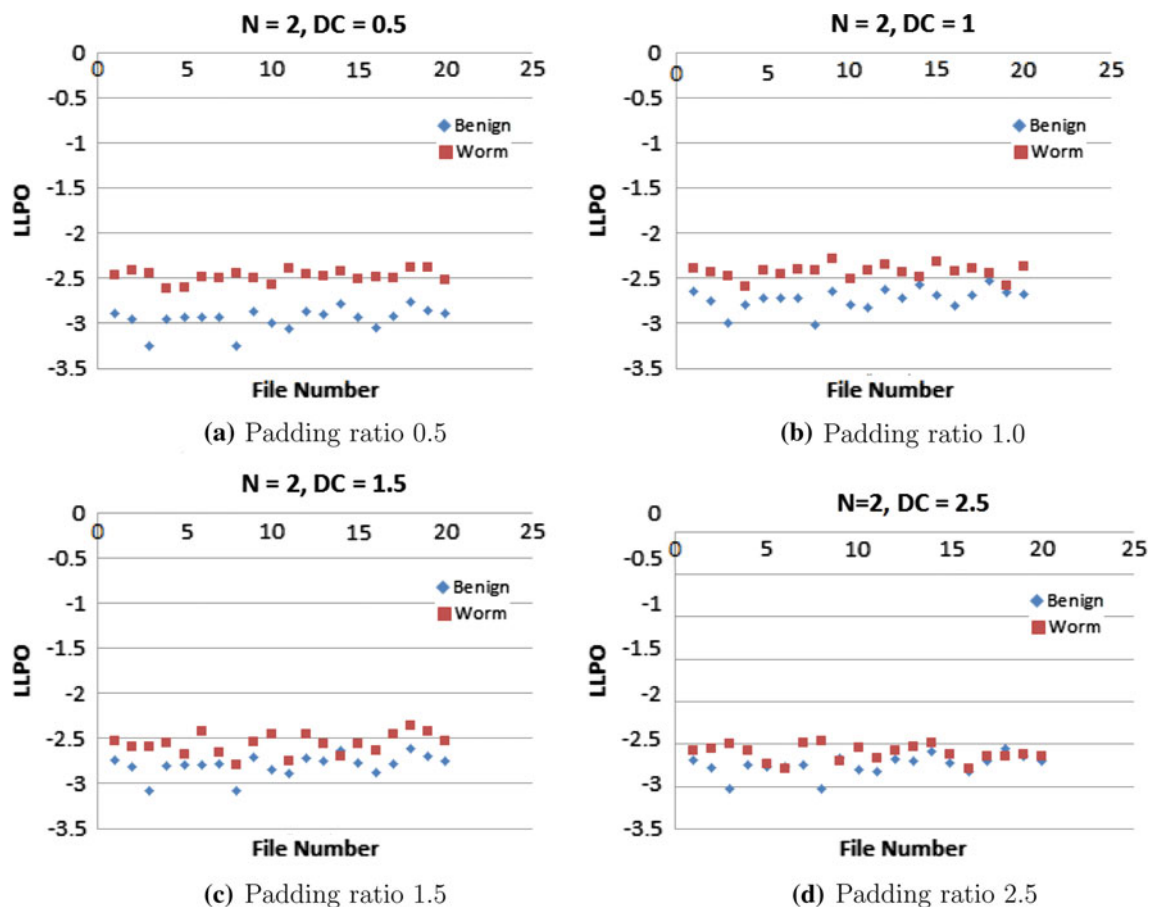 N = 2, DC = 0.5
0
0 5 10 15 20 25
-0.5
Benign
-1
Worm
-1.5
LLPO
-2
-2.5
-3
-3.5
File Number
(a) Padding ratio 0.5
N = 2, DC = 1
0
0 5 10 15 20 25
-0.5
Benign
-1
Worm
-1.5
LLPO
-2
-2.5
-3
-3.5
File Number
(b) Padding ratio 1.0
N = 2, DC = 1.5
0
0 5 10 15 20 25
-0.5
Benign
-1
Worm
-1.5
LLPO
-2
-2.5
-3
-3.5
File Number
(c) Padding ratio 1.5
N=2, DC = 2.5
0
0 5 10 15 20 25
-0.5
Benign
-1
Worm
-1.5
LLPO
-2
-2.5
-3
-3.5
File Number
(d) Padding ratio 2.5